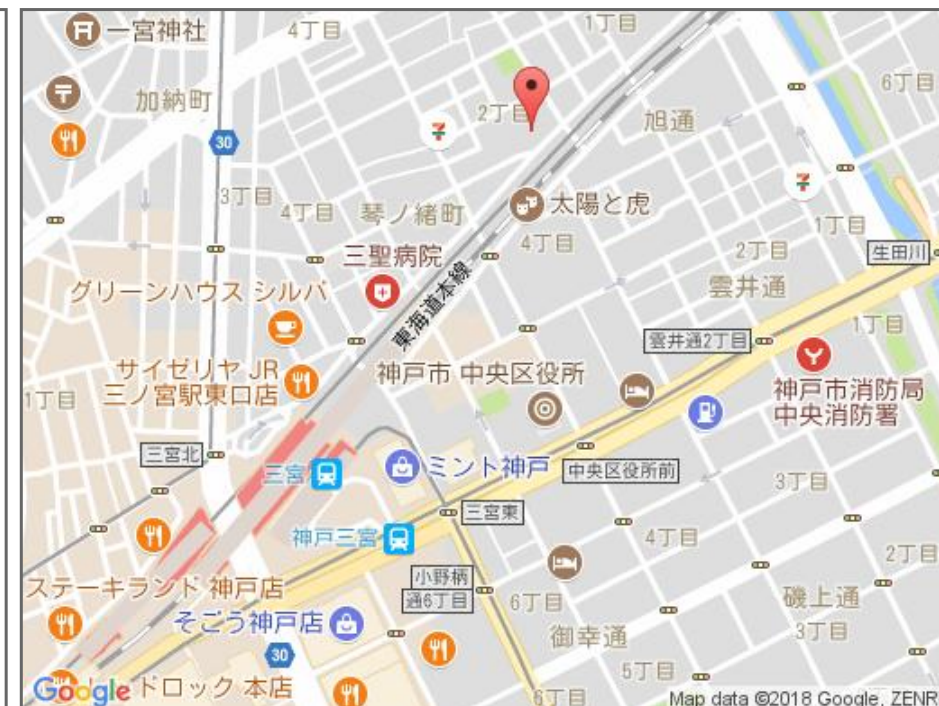 一宮神社
4丁目
1丁目
6丁目
加納町
2丁目
旭通
30
3丁目
4丁目
琴ノ緒町
太陽と虎
三聖病院
4丁目
2丁目
1丁目
生田川
グリーンハウス シルバ
東海道本線
雲井通
雲井通2丁目
1丁目
サイゼリヤ JR
三ノ宮駅東口店
神戸市 中央区役所
神戸市消防局
中央消防署
1丁目
三宮北
三宮
ミント神戸
中央区役所前
3丁目
三宮東
神戸三宮
4丁目
2丁目
ステーキランド 神戸店
小野柄
通6丁目
6丁目
磯上通
そごう神戸店
御幸通
3丁目
30
5丁目
Google
ドロック 本店
6丁目
Map data ©2018 Google, ZENR